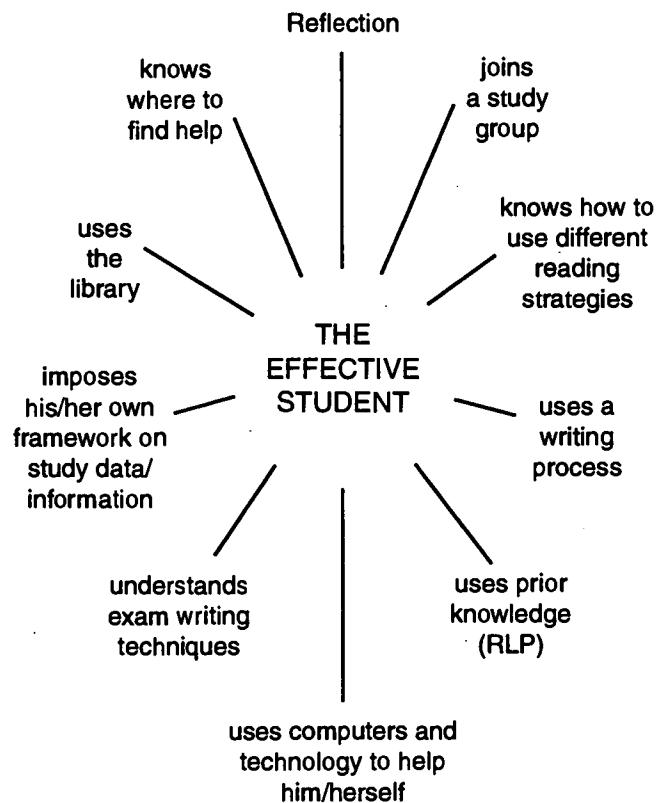 Reflection
knows
where to
find help
joins
a study
group
uses
the
library
knows how to
use different
reading
strategies
THE
EFFECTIVE
STUDENT
imposes
his/her own
framework on
study data/
information
uses a
writing
process
understands
exam writing
techniques
uses prior
knowledge
(RLP)
uses computers and
technology to help
him/herself